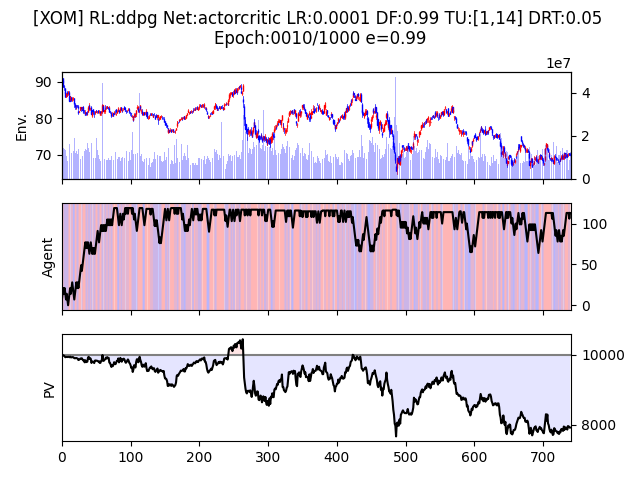 [XOM] RL:ddpg Net:actorcritic LR:0.0001 DF:0.99 TU:[1,14] DRT:0.05
Epoch:0010/1000 e=0.99
1e7
Env.
90
80
70
4
2
0
Agent
100
50
0
PV
10000
8000
0 100 200 300 400 500 600 700